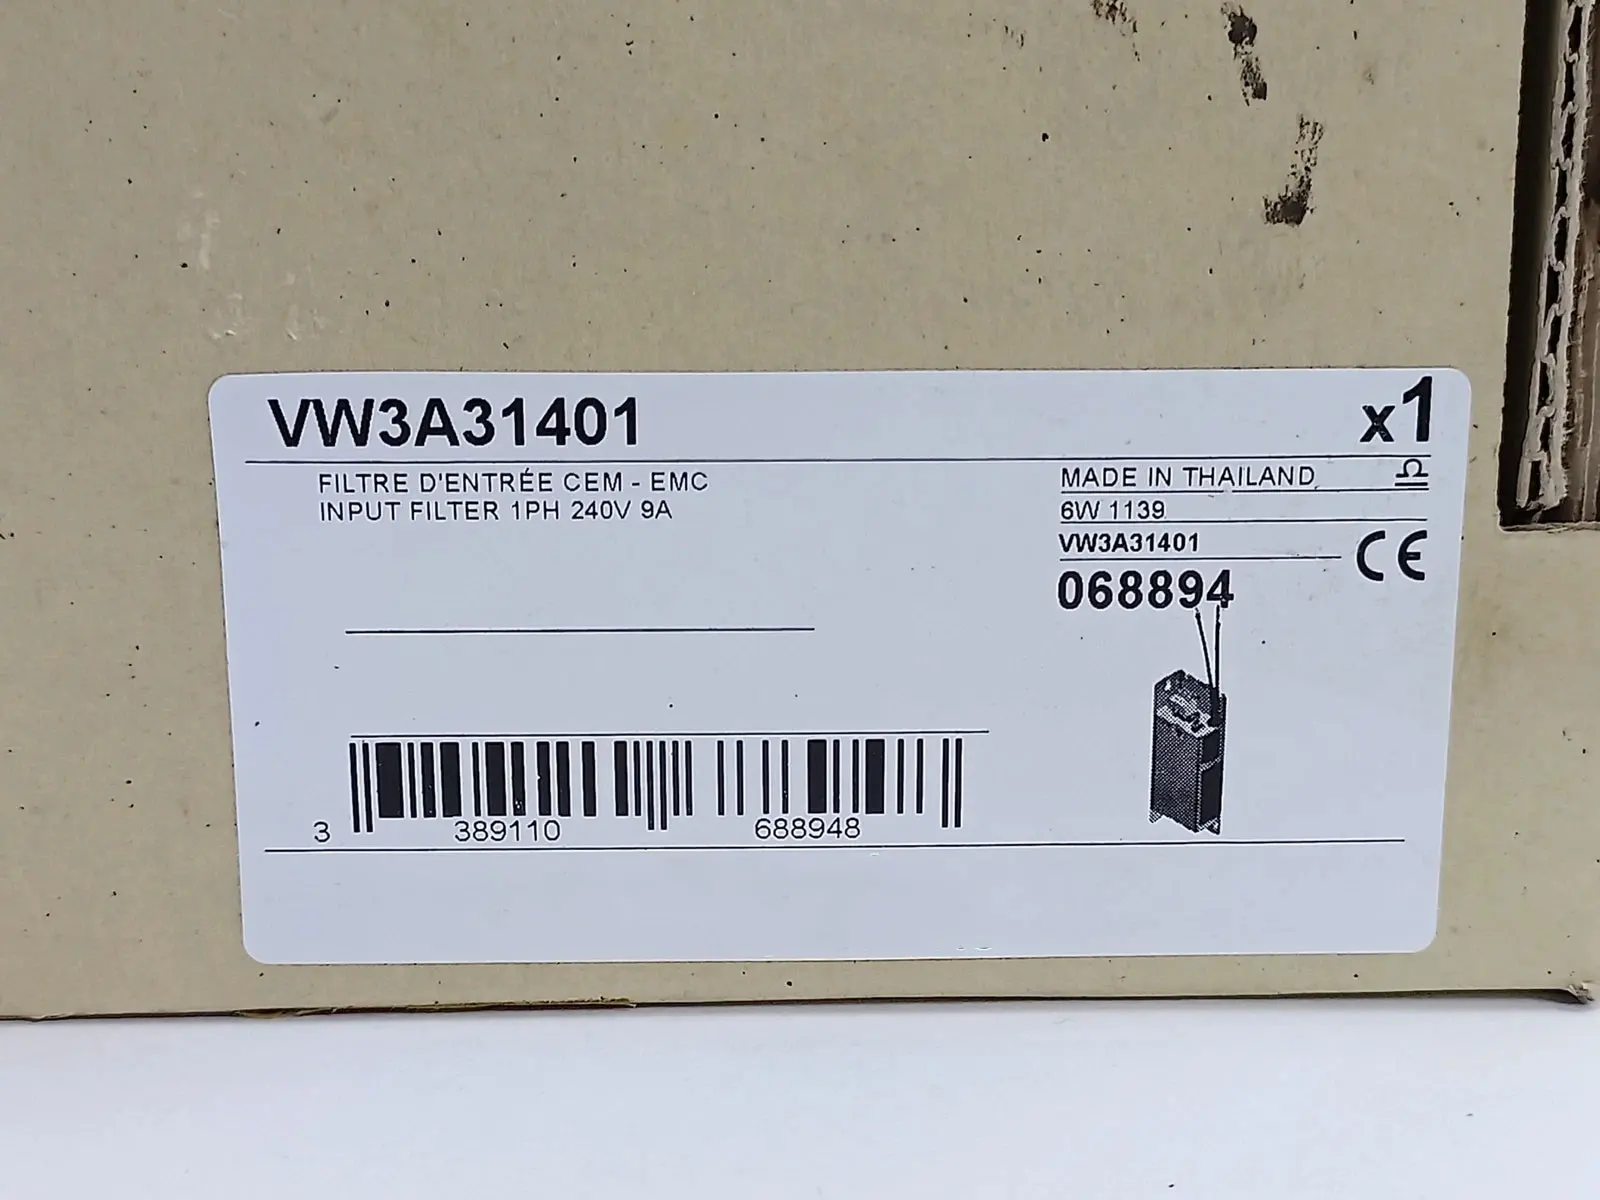 VW3A31401
x1
FILTRE D'ENTRÉE CEM - EMC
INPUT FILTER 1PH 240V 9A
MADE IN THAILAND
6W 1139
VW3A31401
CE
068894
3 389110 688948